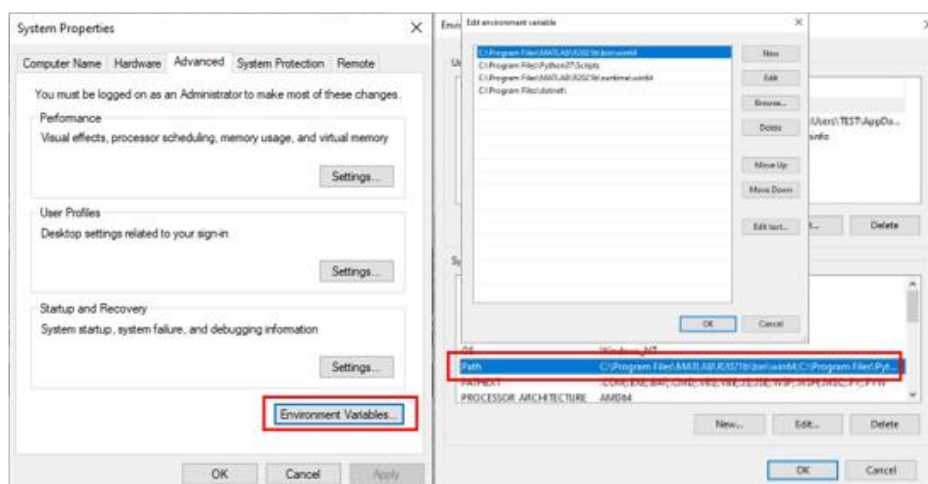 System Properties
Computer Name Hardware Advanced System Protection Remote
You must be logged on as an Administrator to make most of these changes.
Performance
Visual effects, processor scheduling, memory usage, and virtual memory
Settings...
User Profiles
Desktop settings related to your sign-in
Settings...
Startup and Recovery
System startup, system failure, and debugging information
Settings...
Environment Variables...
OK Cancel Apply
Edit environment variable
C:\Program Files\MATLAB\R2021b\bin\win64
C:\Program Files\Python37\Scripts
C:\Program Files\MATLAB\R2021b\runtime\win64
C:\Program Files\dotnet\
New
Edit
Browse...
Delete
Move Up
Move Down
Edit text...
OK Cancel
\Users\TEST\AppDa...
Delete
OS Windows_NT
Path C:\Program Files\MATLAB\R2021b\bin\win64;C:\Program Files\Pyt...
PATHEXT .COM;.EXE;.BAT;.CMD;.VBS;.VBE;.JS;.JSE;.WSF;.WSH;.MSC;.PY;.PYW
PROCESSOR_ARCHITECTURE AMD64
New... Edit... Delete
OK Cancel